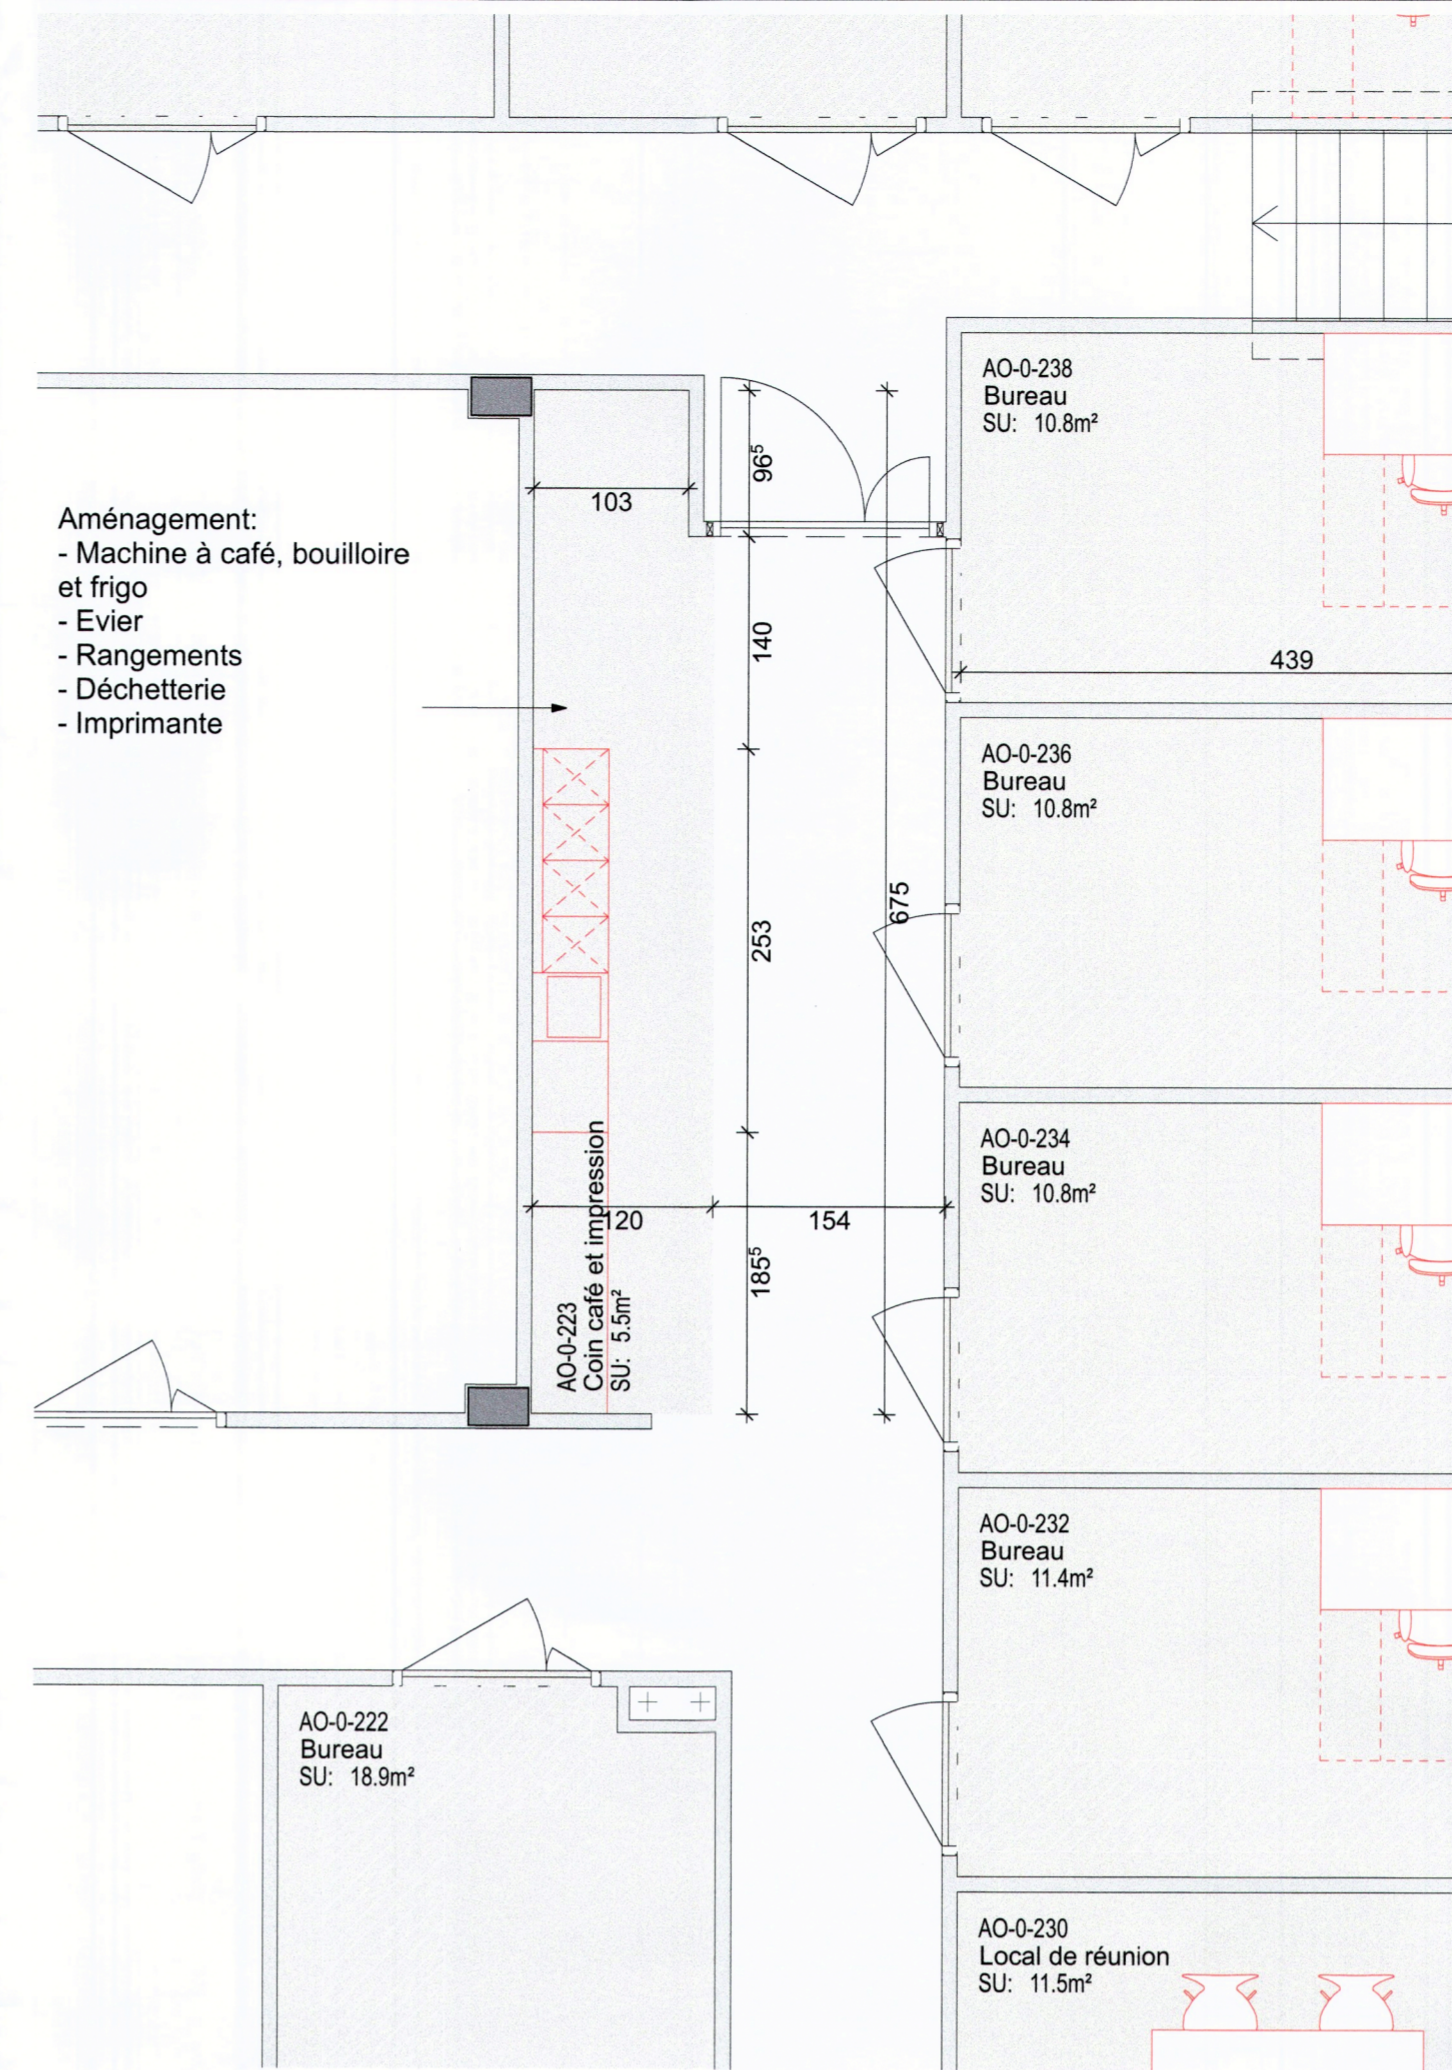 AO-0-238
Bureau
SU: 10.8m²
96⁵
103
Aménagement:
- Machine à café, bouilloire
et frigo
- Evier
- Rangements
- Déchetterie
- Imprimante
140
439
AO-0-236
Bureau
SU: 10.8m²
675
253
AO-0-234
Bureau
SU: 10.8m²
120
154
185⁵
AO-0-223
Coin café et impression
SU: 5.5m²
AO-0-232
Bureau
SU: 11.4m²
AO-0-222
Bureau
SU: 18.9m²
AO-0-230
Local de réunion
SU: 11.5m²